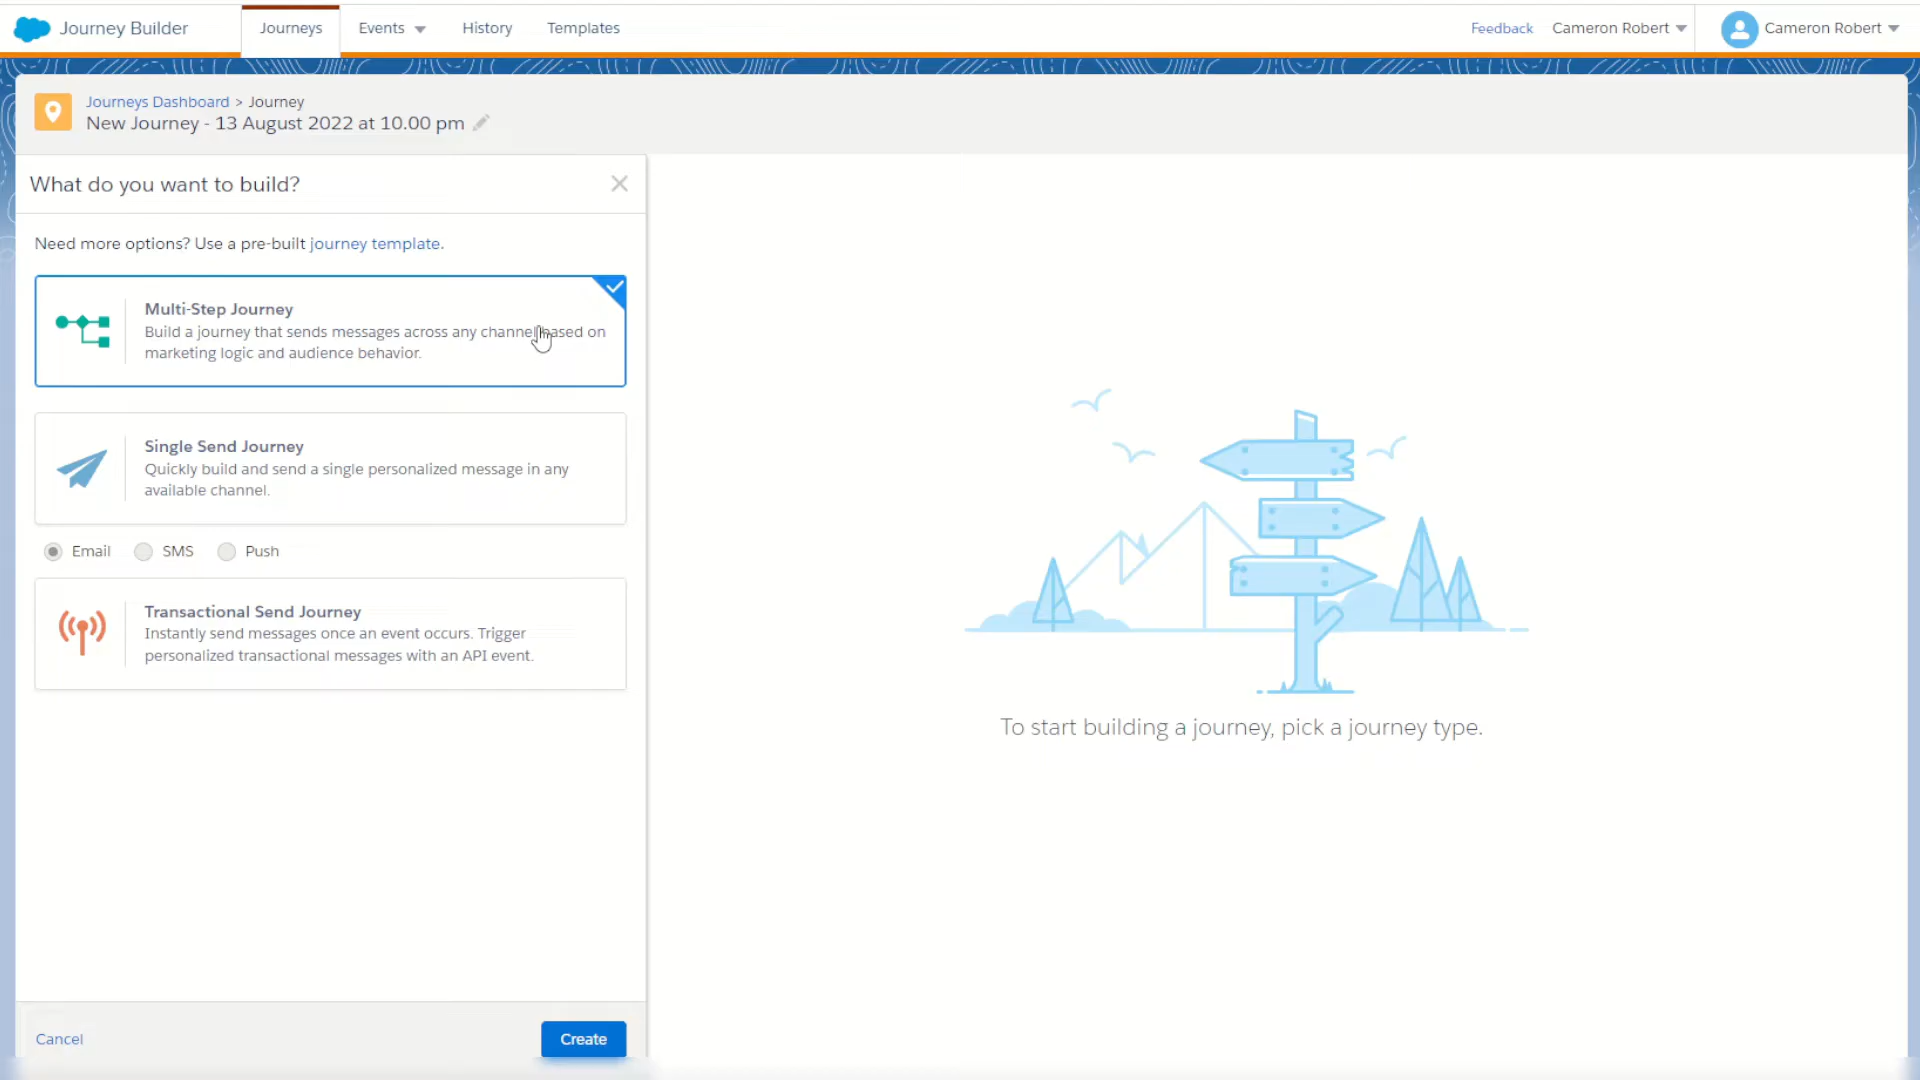 Journey Builder
Journeys
Events
History
Templates
Feedback
Cameron Robert
Cameron Robert
Journeys Dashboard > Journey
New Journey - 13 August 2022 at 10.00 pm
What do you want to build?
Need more options? Use a pre-built journey template.
Multi-Step Journey
Build a journey that sends messages across any channel based on
marketing logic and audience behavior.
Single Send Journey
Quickly build and send a single personalized message in any
available channel.
Email
SMS
Push
Transactional Send Journey
Instantly send messages once an event occurs. Trigger
personalized transactional messages with an API event.
To start building a journey, pick a journey type.
Cancel
Create